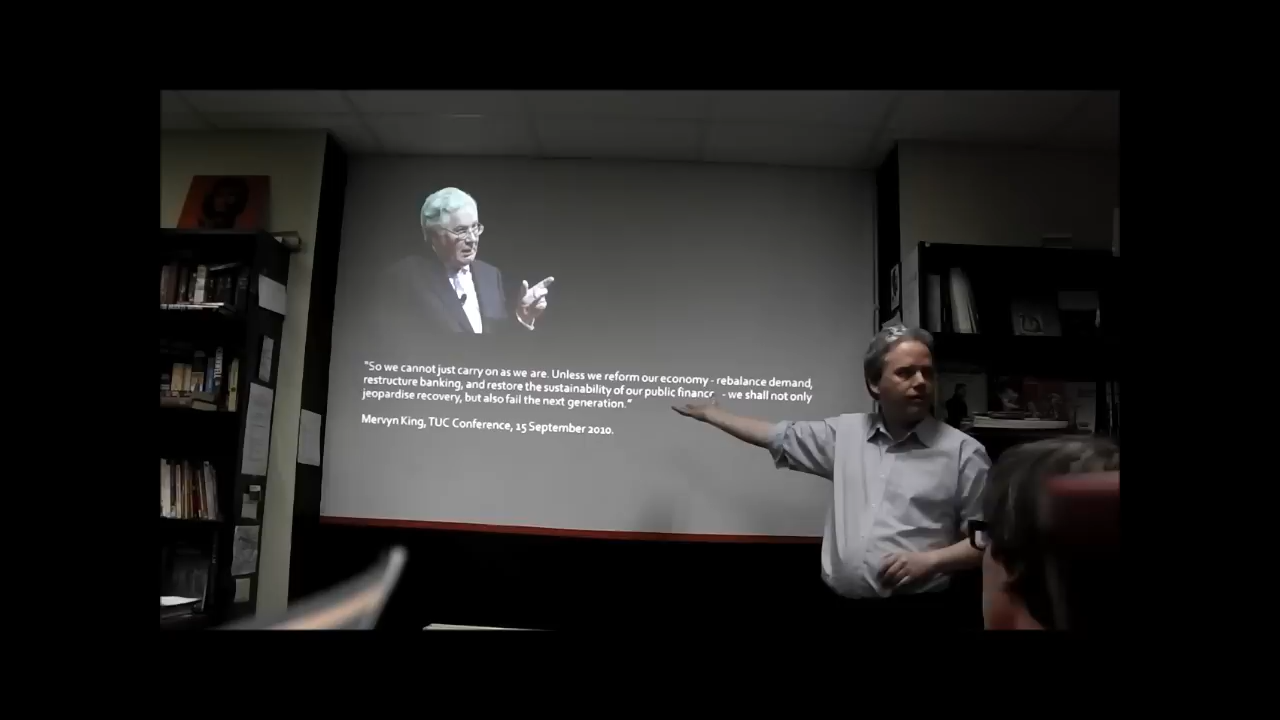 "So we cannot just carry on as we are. Unless we reform our economy - rebalance demand,
restructure banking, and restore the sustainability of our public financ - we shall not only
jeopardise recovery, but also fail the next generation."
Mervyn King, TUC Conference, 15 September 2010.